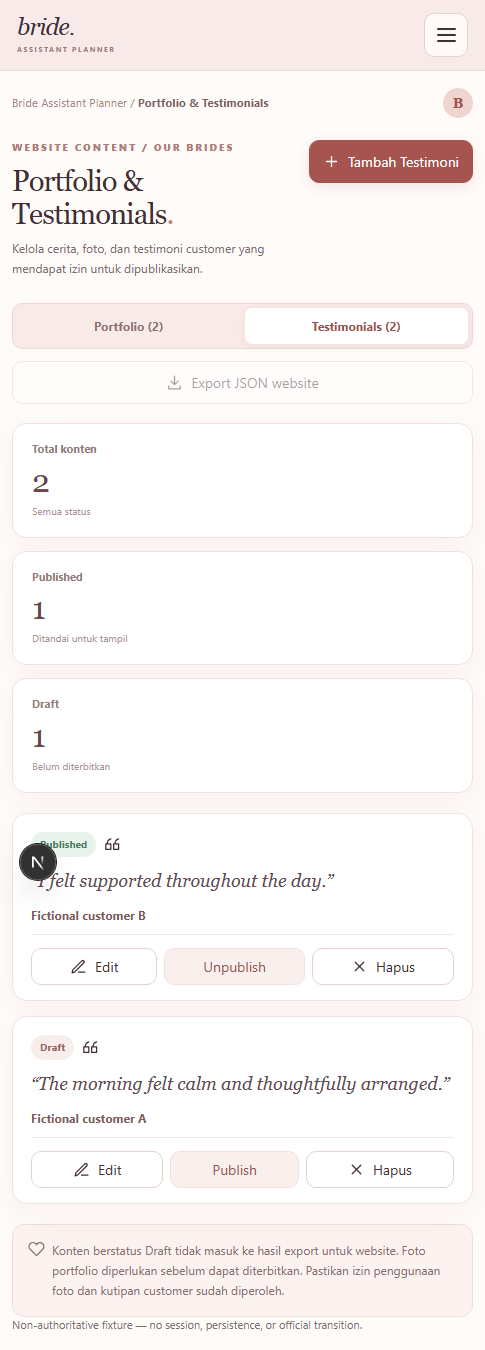 bride.
ASSISTANT PLANNER
Bride Assistant Planner / Portfolio & Testimonials
B
WEBSITE CONTENT / OUR BRIDES
+ Tambah Testimoni
Portfolio &
Testimonials.
Kelola cerita, foto, dan testimoni customer yang
mendapat izin untuk dipublikasikan.
Portfolio (2)
Testimonials (2)
Export JSON website
Total konten
2
Semua status
Published
1
Ditandai untuk tampil
Draft
1
Belum diterbitkan
Published
N
“I felt supported throughout the day.”
Fictional customer B
Edit
Unpublish
Hapus
Draft
“The morning felt calm and thoughtfully arranged.”
Fictional customer A
Edit
Publish
Hapus
Konten berstatus Draft tidak masuk ke hasil export untuk website. Foto
portfolio diperlukan sebelum dapat diterbitkan. Pastikan izin penggunaan
foto dan kutipan customer sudah diperoleh.
Non-authoritative fixture — no session, persistence, or official transition.